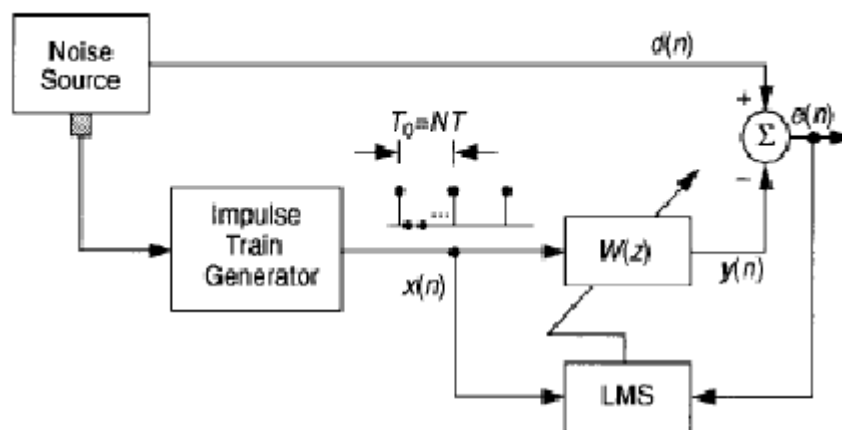 Noise
Source
d(n)
+
e(n)
Σ
−
T₀=NT
...
Impulse
Train
Generator
x(n)
W(z)
y(n)
LMS